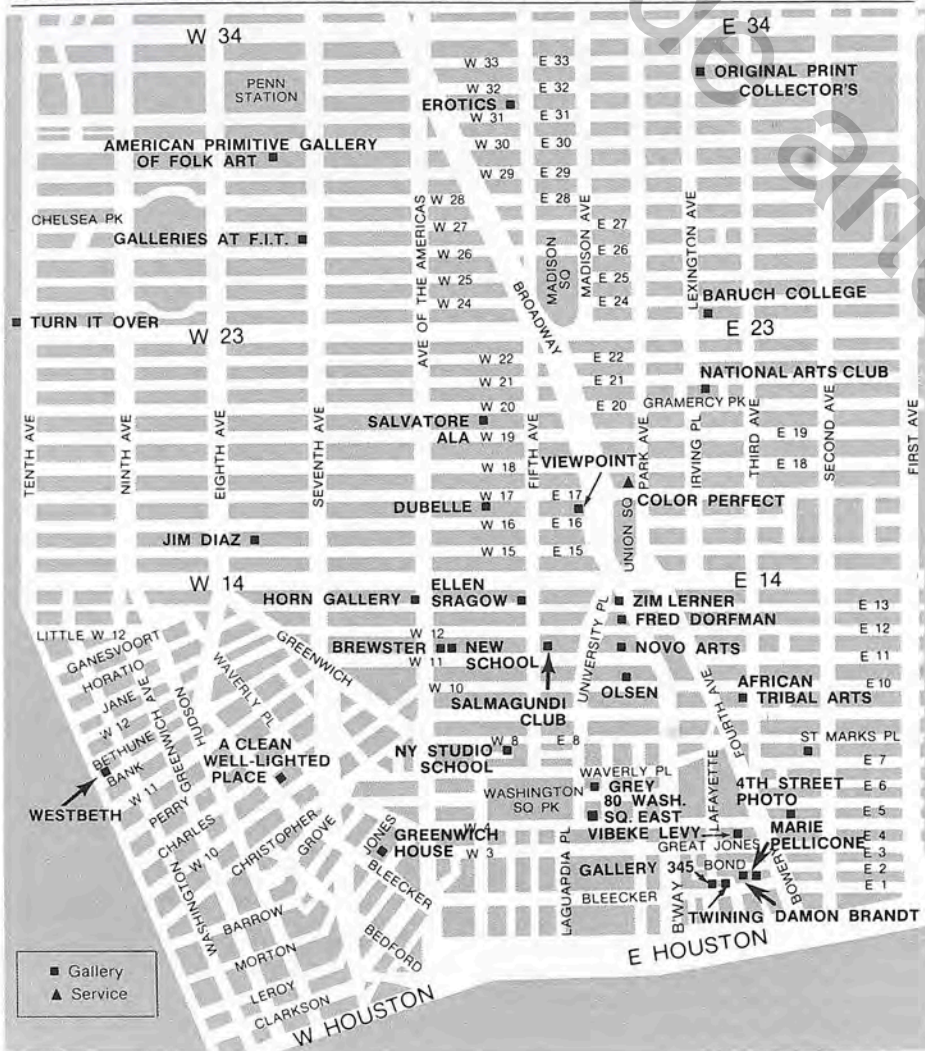 W 34
E 34
W 33
E 33
ORIGINAL PRINT
COLLECTOR'S
PENN
STATION
W 32
E 32
EROTICS
W 31
E 31
AMERICAN PRIMITIVE GALLERY
OF FOLK ART
W 30
E 30
W 29
E 29
W 28
E 28
CHELSEA PK
GALLERIES AT F.I.T.
AVE OF THE AMERICAS
W 27
W 26
W 25
W 24
BROADWAY
MADISON
SQ
MADISON AVE
E 27
E 26
E 25
E 24
LEXINGTON AVE
BARUCH COLLEGE
TURN IT OVER
W 23
E 23
W 22
E 22
W 21
E 21
NATIONAL ARTS CLUB
GRAMERCY PK
W 20
E 20
SALVATORE
ALA
W 19
E 19
TENTH AVE
NINTH AVE
EIGHTH AVE
SEVENTH AVE
FIFTH AVE
PARK AVE
IRVING PL
THIRD AVE
SECOND AVE
FIRST AVE
W 18
E 18
VIEWPOINT
W 17
E 17
COLOR PERFECT
DUBELLE
W 16
E 16
UNION SQ
JIM DIAZ
W 15
E 15
W 14
E 14
HORN GALLERY
ELLEN
SRAGOW
ZIM LERNER
E 13
FRED DORFMAN
LITTLE W 12
GANESVOORT
HORATIO
JANE
W 12
BETHUNE
BANK
W 11
PERRY
CHARLES
W 10
CHRISTOPHER
GROVE
BARROW
MORTON
LEROY
CLARKSON
WASHINGTON
GREENWICH AVE
HUDSON
WAVERLY PL
GREENWICH
W 12
E 12
BREWSTER
NEW
SCHOOL
W 11
E 11
NOVO ARTS
UNIVERSITY PL
W 10
E 10
OLSEN
SALMAGUNDI
CLUB
AFRICAN
TRIBAL ARTS
FOURTH AVE
A CLEAN
WELL-LIGHTED
PLACE
NY STUDIO
SCHOOL
W 8
E 8
ST MARKS PL
E 7
WESTBETH
WAVERLY PL
GREY
E 6
WASHINGTON
SQ PK
80 WASH.
SQ. EAST
LAFAYETTE
4TH STREET
PHOTO
E 5
VIBEKE LEVY
GREAT JONES
MARIE
PELLICONE
E 4
JONES
GREENWICH
HOUSE
W 4
W 3
E 3
LAGUARDIA PL
GALLERY 345
BOND
BOWERY
E 2
BLEECKER
BLEECKER
E 1
B'WAY
TWINING
DAMON BRANDT
BEDFORD
E HOUSTON
W HOUSTON
Gallery
Service